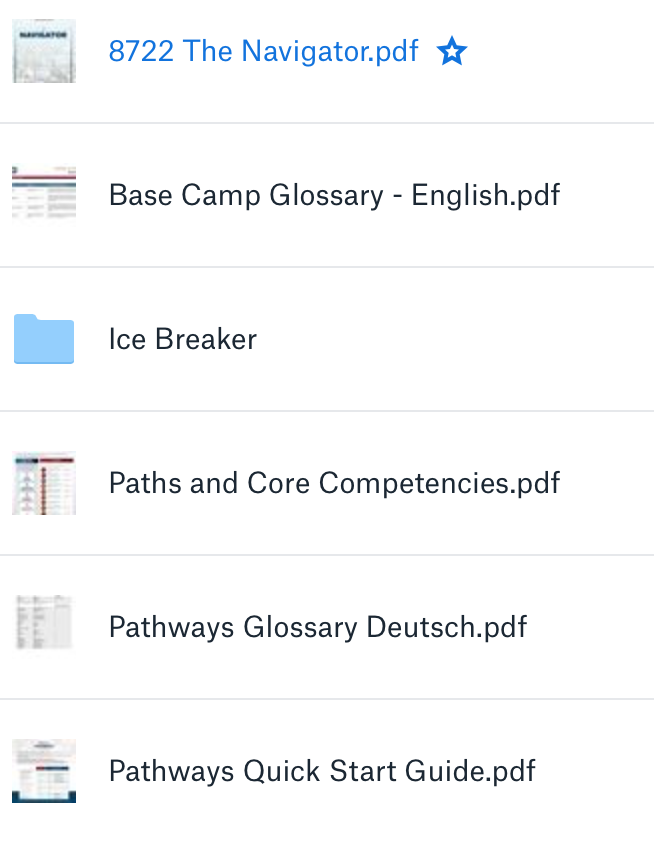 NAVIGATOR
8722 The Navigator.pdf
Base Camp Glossary - English.pdf
Ice Breaker
Paths and Core Competencies.pdf
Pathways Glossary Deutsch.pdf
Pathways Quick Start Guide.pdf